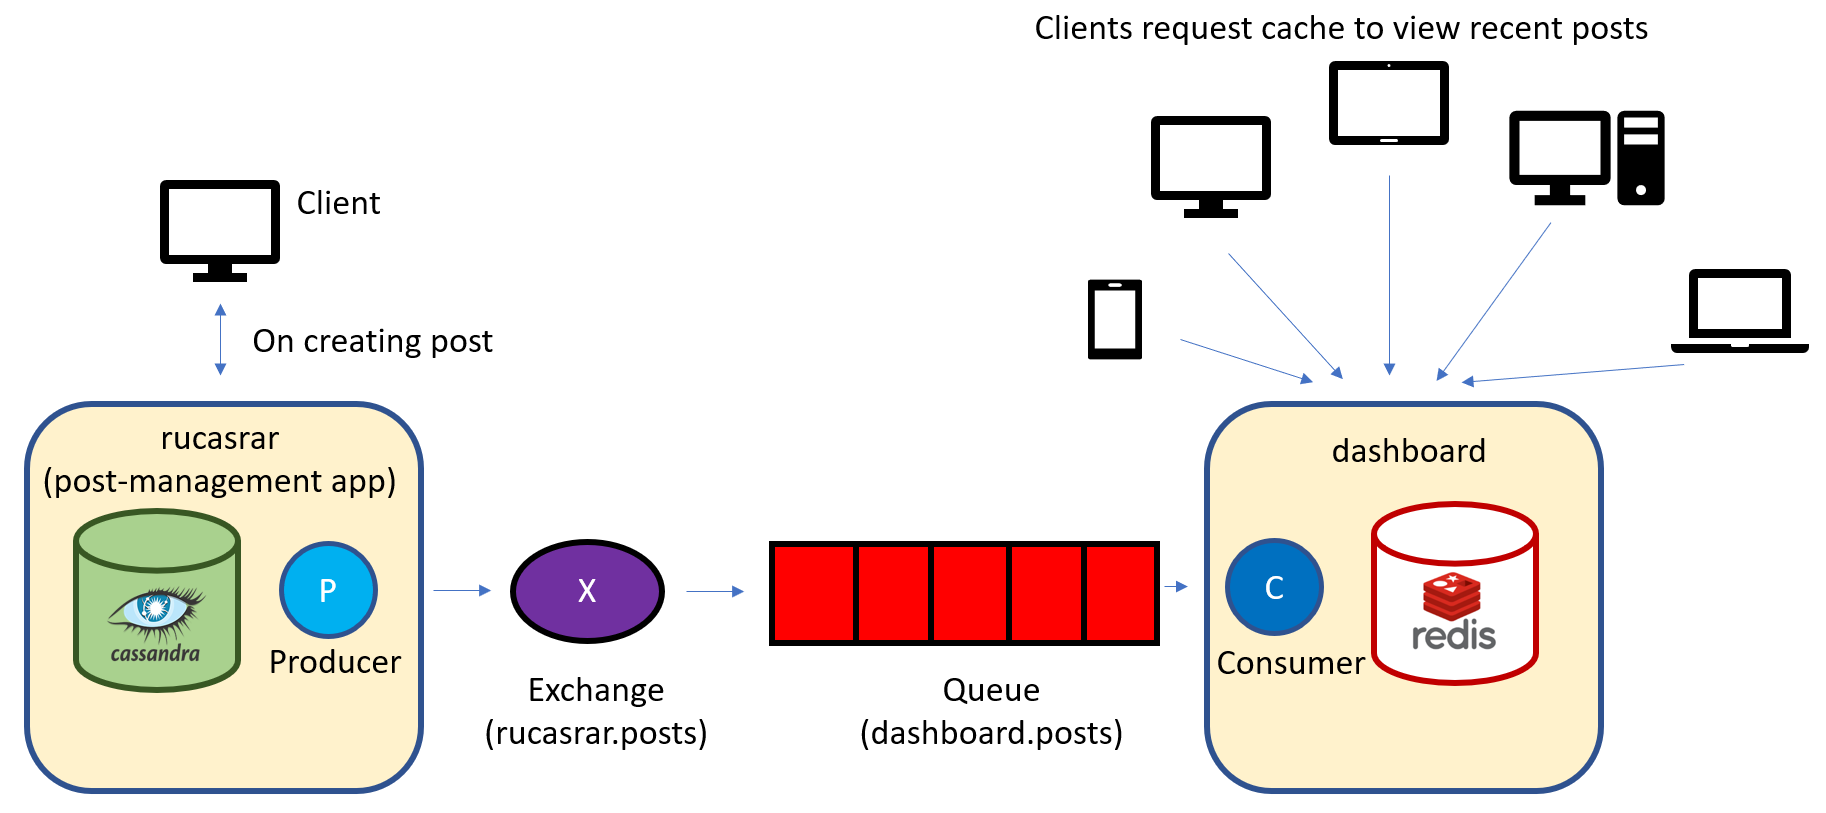 Clients request cache to view recent posts
Client
On creating post
rucasrar
(post-management app)
cassandra
P
Producer
X
Exchange
(rucasrar.posts)
Queue
(dashboard.posts)
dashboard
C
Consumer
redis